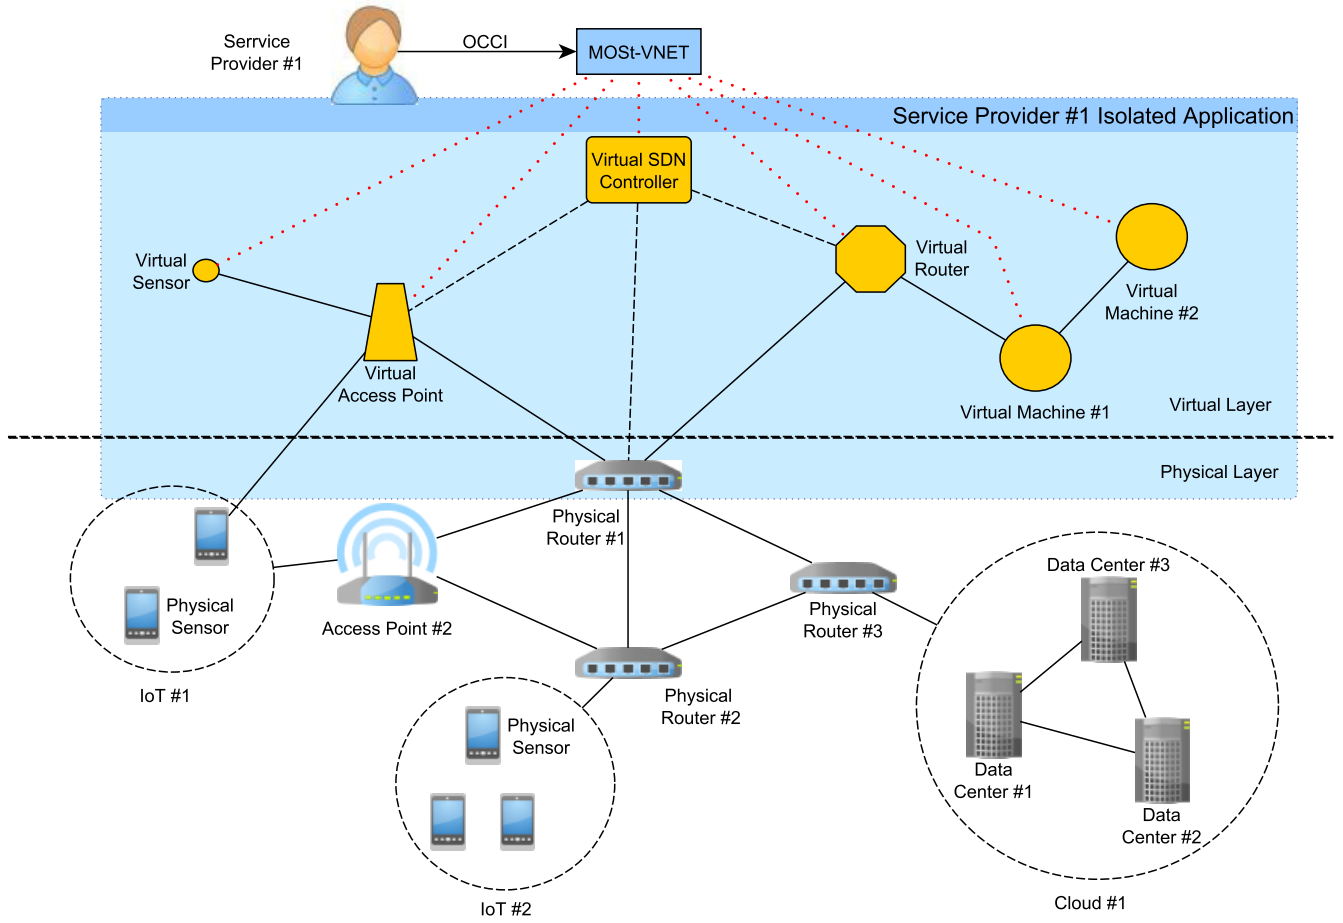 Serrvice
Provider #1
OCCI
MOSt-VNET
Service Provider #1 Isolated Application
Virtual SDN
Controller
Virtual
Sensor
Virtual
Router
Virtual
Machine #2
Virtual
Access Point
Virtual Machine #1
Virtual Layer
Physical Layer
Physical
Router #1
Physical
Sensor
Access Point #2
IoT #1
Physical
Router #3
Data Center #3
Physical
Router #2
Physical
Sensor
Data
Center #1
Data
Center #2
IoT #2
Cloud #1